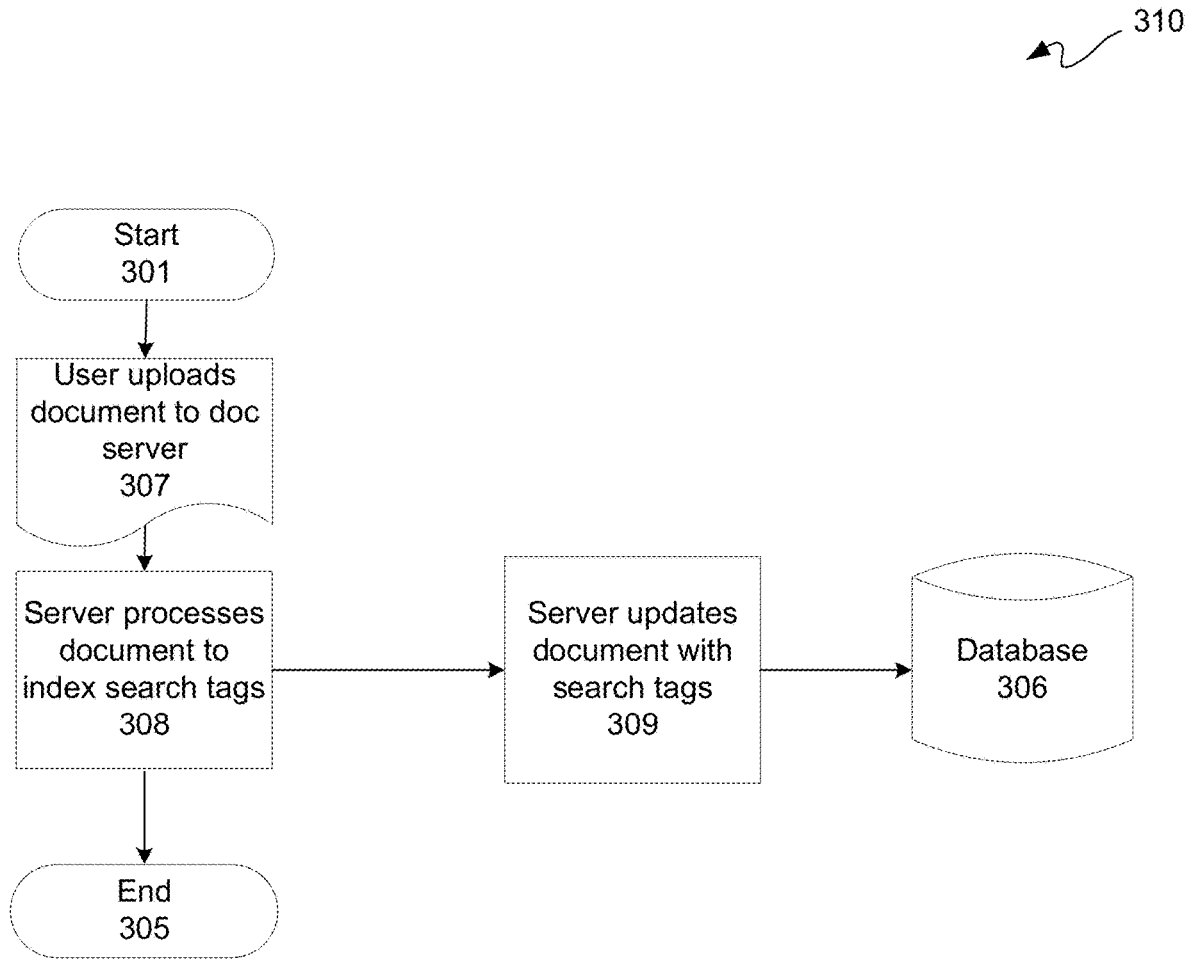 310
Start
301
User uploads
document to doc
server
307
Server processes
document to
index search tags
308
Server updates
document with
search tags
309
Database
306
End
305